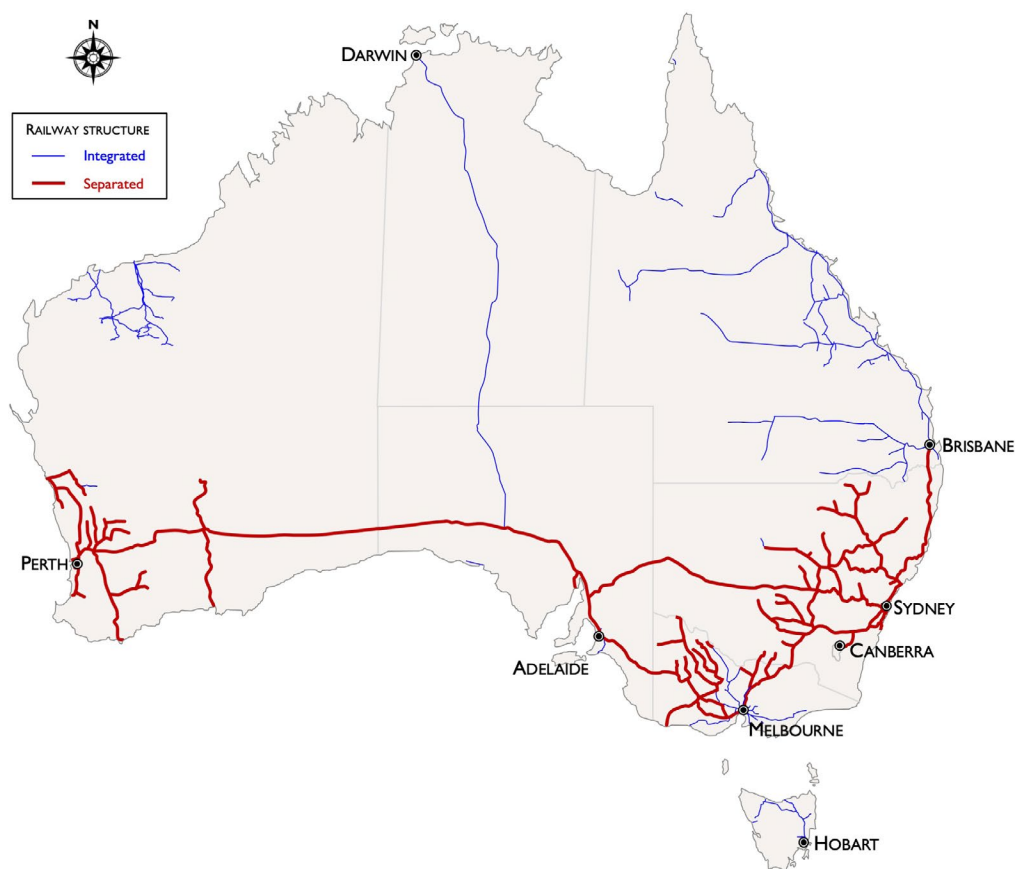 N
DARWIN
RAILWAY STRUCTURE
Integrated
Separated
BRISBANE
PERTH
SYDNEY
CANBERRA
ADELAIDE
MELBOURNE
HOBART